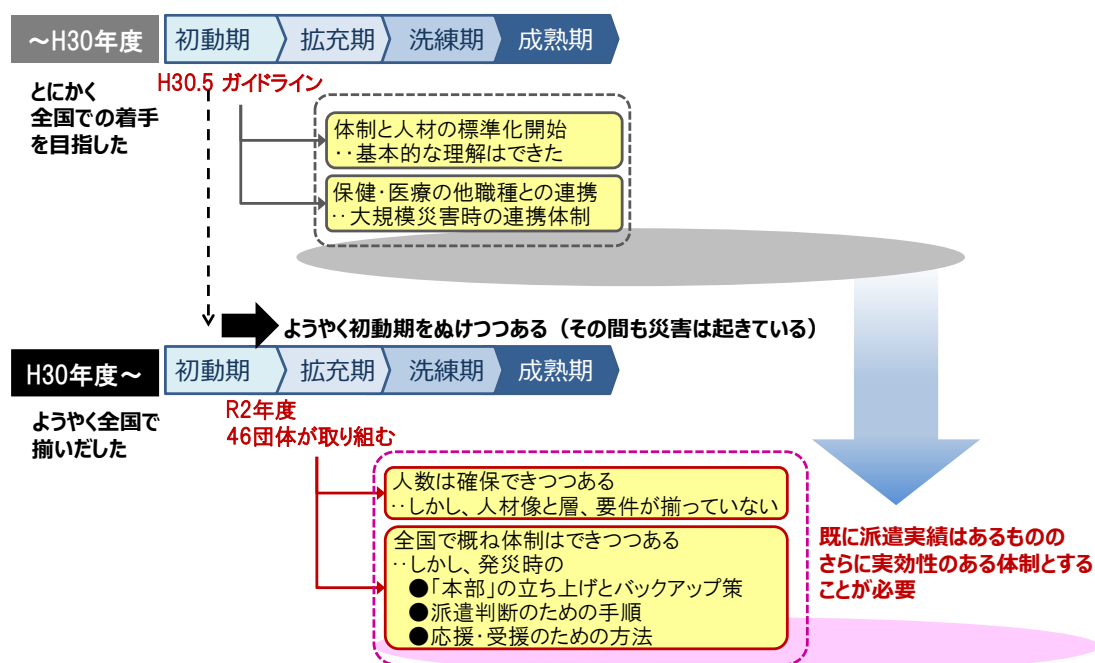 ～H30年度
初動期
拡充期
洗練期
成熟期
とにかく
全国での着手
を目指した
H30.5 ガイドライン
体制と人材の標準化開始
‥基本的な理解はできた
保健・医療の他職種との連携
‥大規模災害時の連携体制
ようやく初動期をぬけつつある（その間も災害は起きている）
H30年度～
初動期
拡充期
洗練期
成熟期
ようやく全国で
揃いだした
R2年度
46団体が取り組む
人数は確保できつつある
‥しかし、人材像と層、要件が揃っていない
全国で概ね体制はできつつある
‥しかし、発災時の
●「本部」の立ち上げとバックアップ策
●派遣判断のための手順
●応援・受援のための方法
既に派遣実績はあるものの
さらに実効性のある体制とする
ことが必要